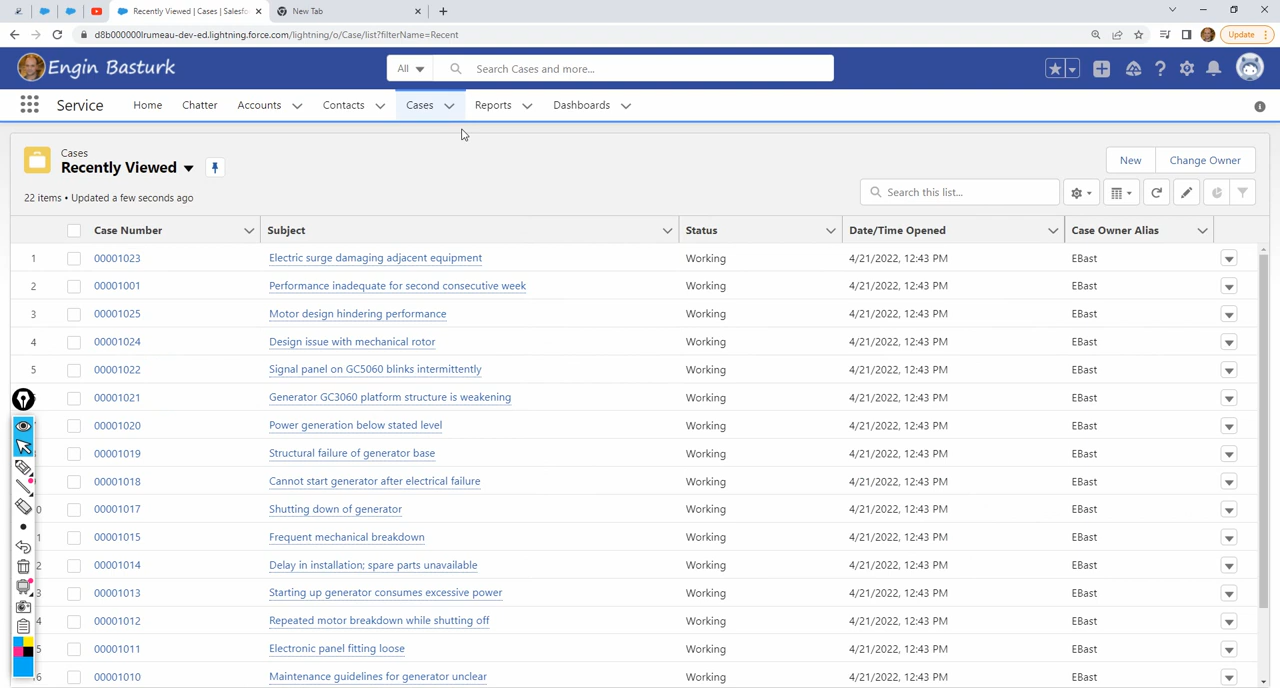 Recently Viewed | Cases | Salesfo
New Tab
d8b000000lrumeau-dev-ed.lightning.force.com/lightning/o/Case/list?filterName=Recent
Update
Engin Basturk
All
Search Cases and more...
Service
Home
Chatter
Accounts
Contacts
Cases
Reports
Dashboards
Cases
Recently Viewed
New
Change Owner
22 items • Updated a few seconds ago
Search this list...
Case Number Subject Status Date/Time Opened Case Owner Alias
1 00001023 Electric surge damaging adjacent equipment Working 4/21/2022, 12:43 PM EBast
2 00001001 Performance inadequate for second consecutive week Working 4/21/2022, 12:43 PM EBast
3 00001025 Motor design hindering performance Working 4/21/2022, 12:43 PM EBast
4 00001024 Design issue with mechanical rotor Working 4/21/2022, 12:43 PM EBast
5 00001022 Signal panel on GC5060 blinks intermittently Working 4/21/2022, 12:43 PM EBast
00001021 Generator GC3060 platform structure is weakening Working 4/21/2022, 12:43 PM EBast
00001020 Power generation below stated level Working 4/21/2022, 12:43 PM EBast
00001019 Structural failure of generator base Working 4/21/2022, 12:43 PM EBast
00001018 Cannot start generator after electrical failure Working 4/21/2022, 12:43 PM EBast
0 00001017 Shutting down of generator Working 4/21/2022, 12:43 PM EBast
1 00001015 Frequent mechanical breakdown Working 4/21/2022, 12:43 PM EBast
2 00001014 Delay in installation; spare parts unavailable Working 4/21/2022, 12:43 PM EBast
3 00001013 Starting up generator consumes excessive power Working 4/21/2022, 12:43 PM EBast
4 00001012 Repeated motor breakdown while shutting off Working 4/21/2022, 12:43 PM EBast
5 00001011 Electronic panel fitting loose Working 4/21/2022, 12:43 PM EBast
6 00001010 Maintenance guidelines for generator unclear Working 4/21/2022, 12:43 PM EBast